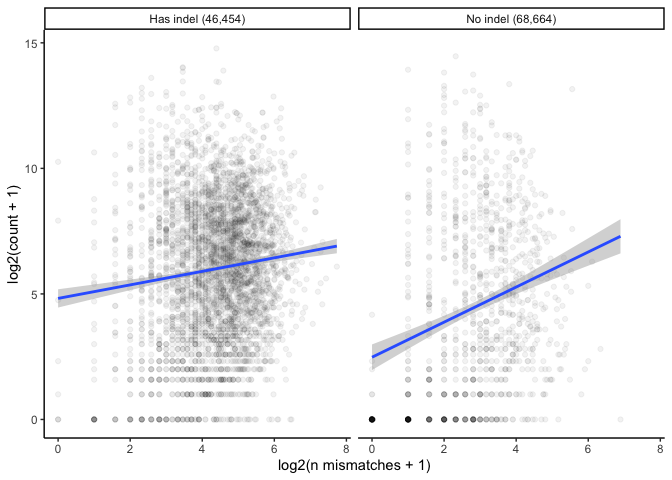 Has indel (46,454)
No indel (68,664)
15
10
5
0
log2(count + 1)
0 2 4 6 8
0 2 4 6 8
log2(n mismatches + 1)